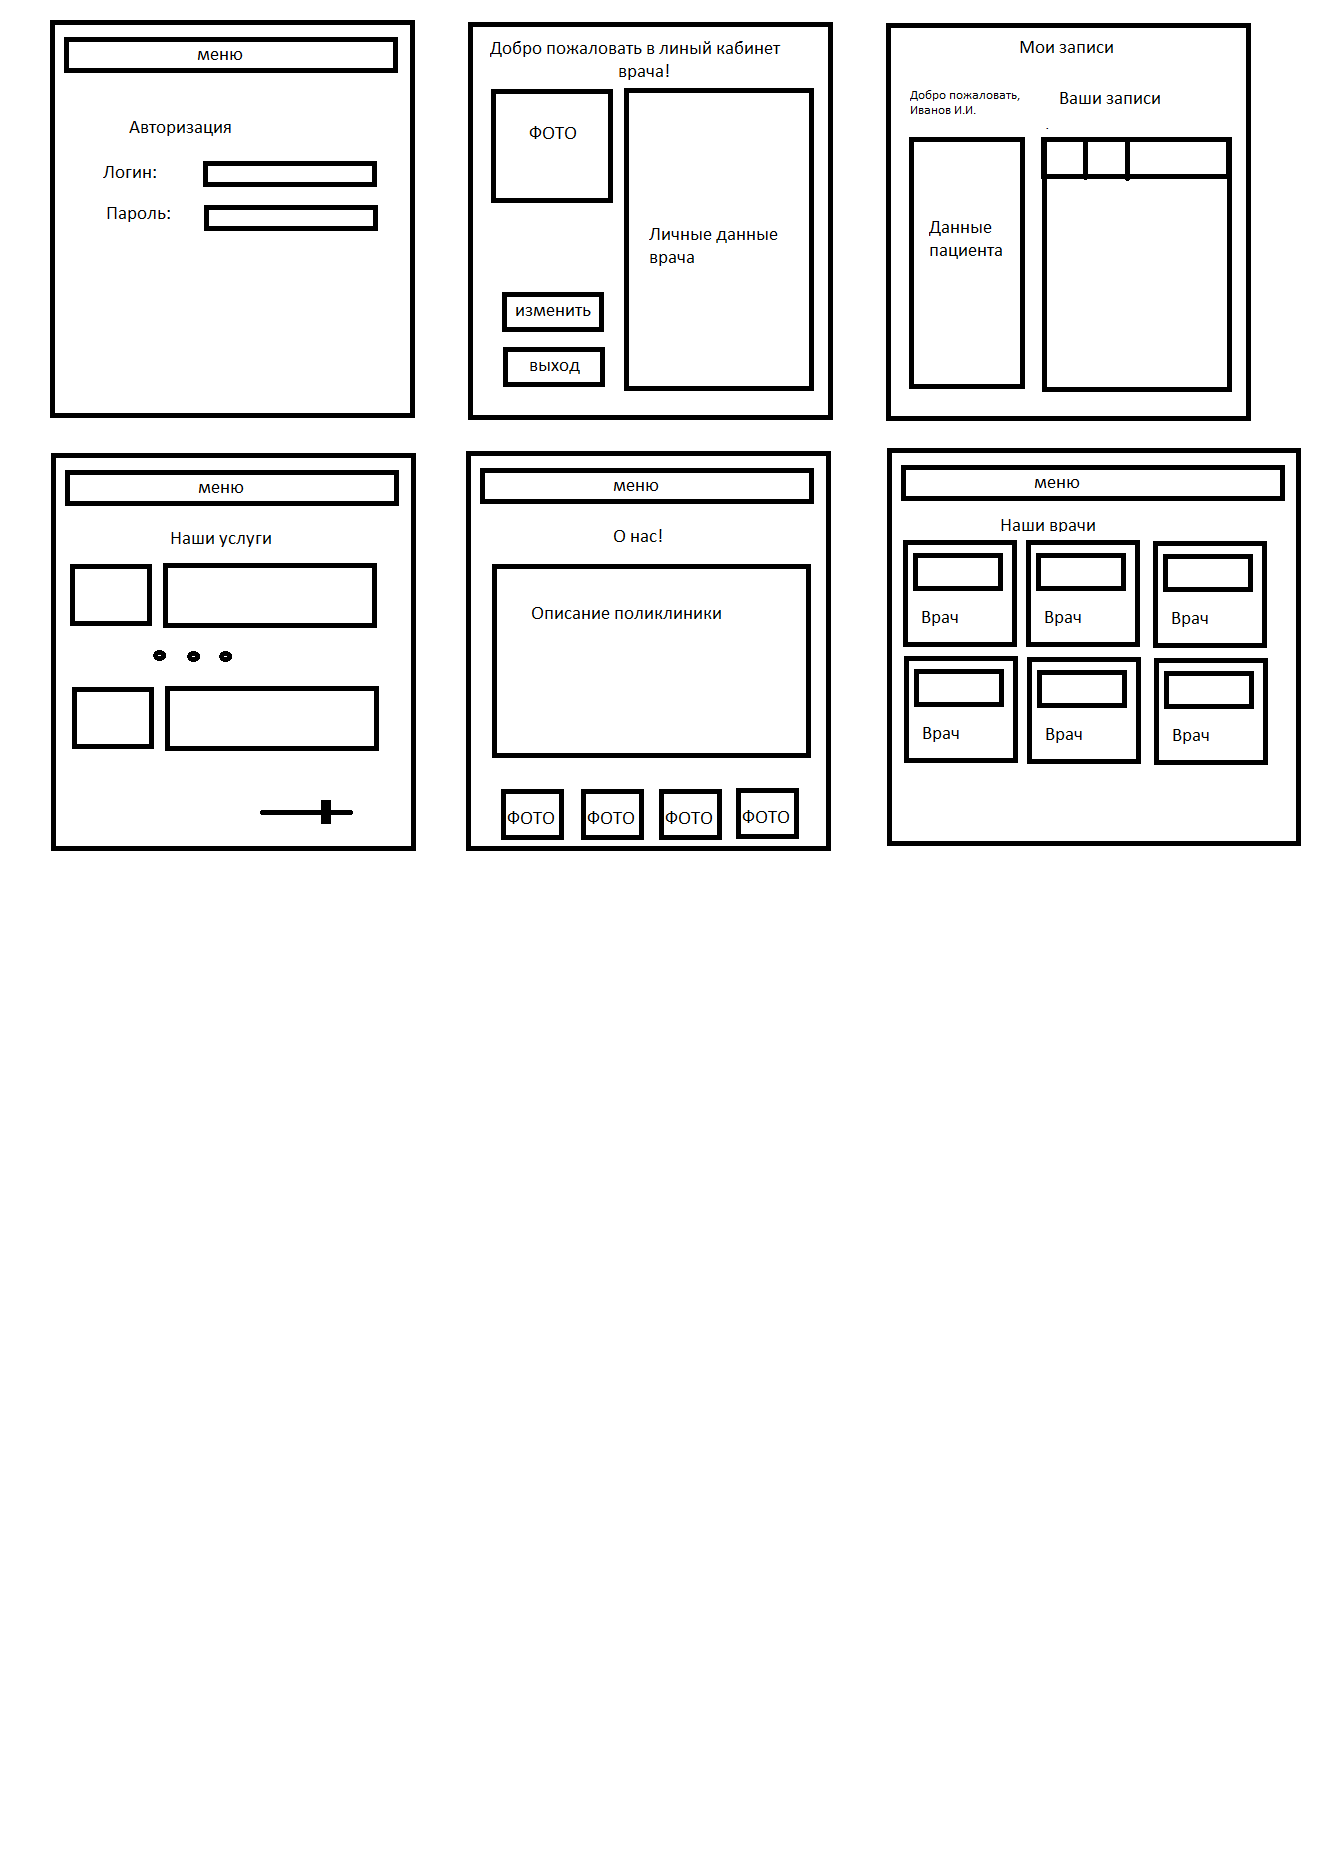 меню
Авторизация
Логин:
Пароль:
Добро пожаловать в линый кабинет
врача!
ФОТО
Личные данные
врача
изменить
выход
Мои записи
Добро пожаловать,
Иванов И.И.
Ваши записи
Данные
пациента
меню
Наши услуги
меню
О нас!
Описание поликлиники
ФОТО
ФОТО
ФОТО
ФОТО
меню
Наши врачи
Врач
Врач
Врач
Врач
Врач
Врач